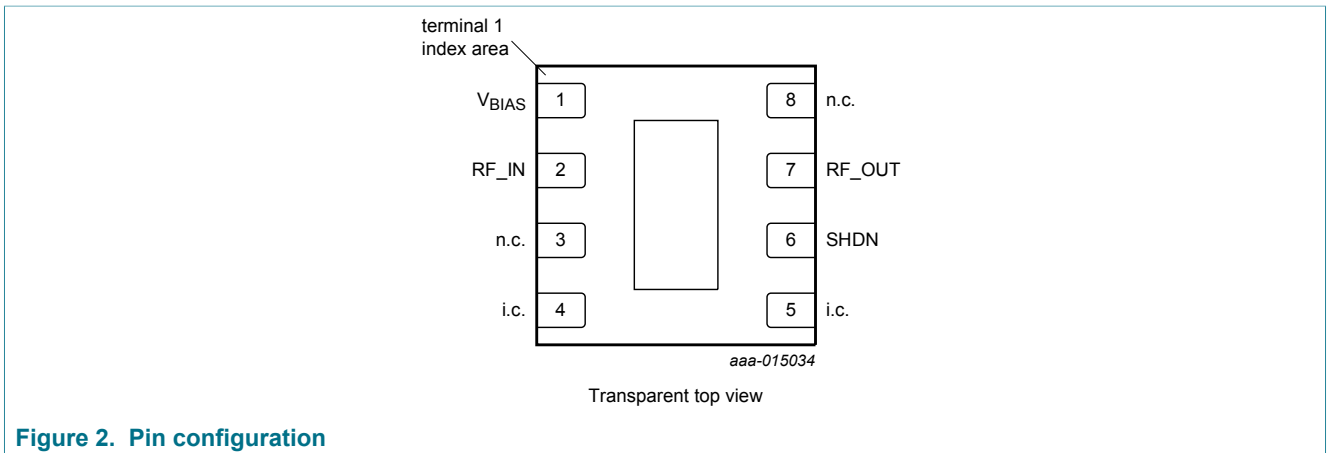 terminal 1
index area
VBIAS 1 8 n.c.
RF_IN 2 7 RF_OUT
n.c. 3 6 SHDN
i.c. 4 5 i.c.
aaa-015034
Transparent top view
Figure 2. Pin configuration